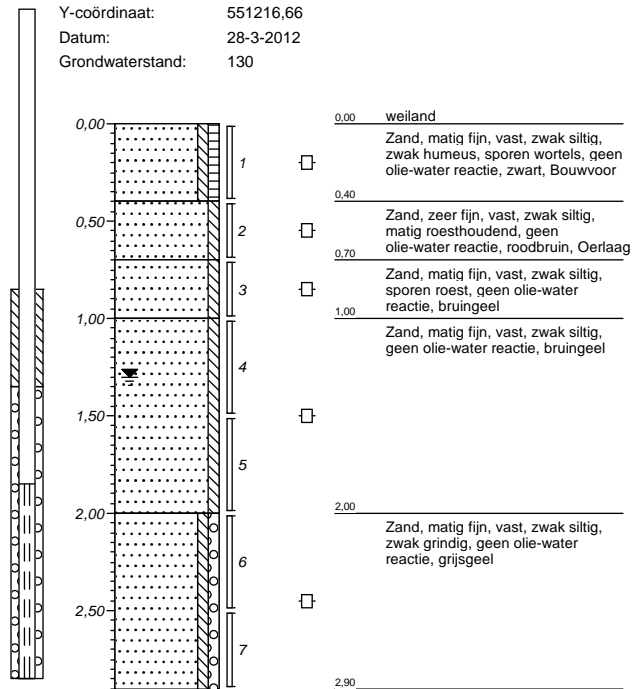 Y-coördinaat: 551216,66
Datum: 28-3-2012
Grondwaterstand: 130
0,00
0,50
1,00
1,50
2,00
2,50
1
2
3
4
5
6
7
0,00 weiland
Zand, matig fijn, vast, zwak siltig,
zwak humeus, sporen wortels, geen
olie-water reactie, zwart, Bouwvoor
0,40
Zand, zeer fijn, vast, zwak siltig,
matig roesthoudend, geen
olie-water reactie, roodbruin, Oerlaag
0,70
Zand, matig fijn, vast, zwak siltig,
sporen roest, geen olie-water
reactie, bruingeel
1,00
Zand, matig fijn, vast, zwak siltig,
geen olie-water reactie, bruingeel
2,00
Zand, matig fijn, vast, zwak siltig,
zwak grindig, geen olie-water
reactie, grijsgeel
2,90